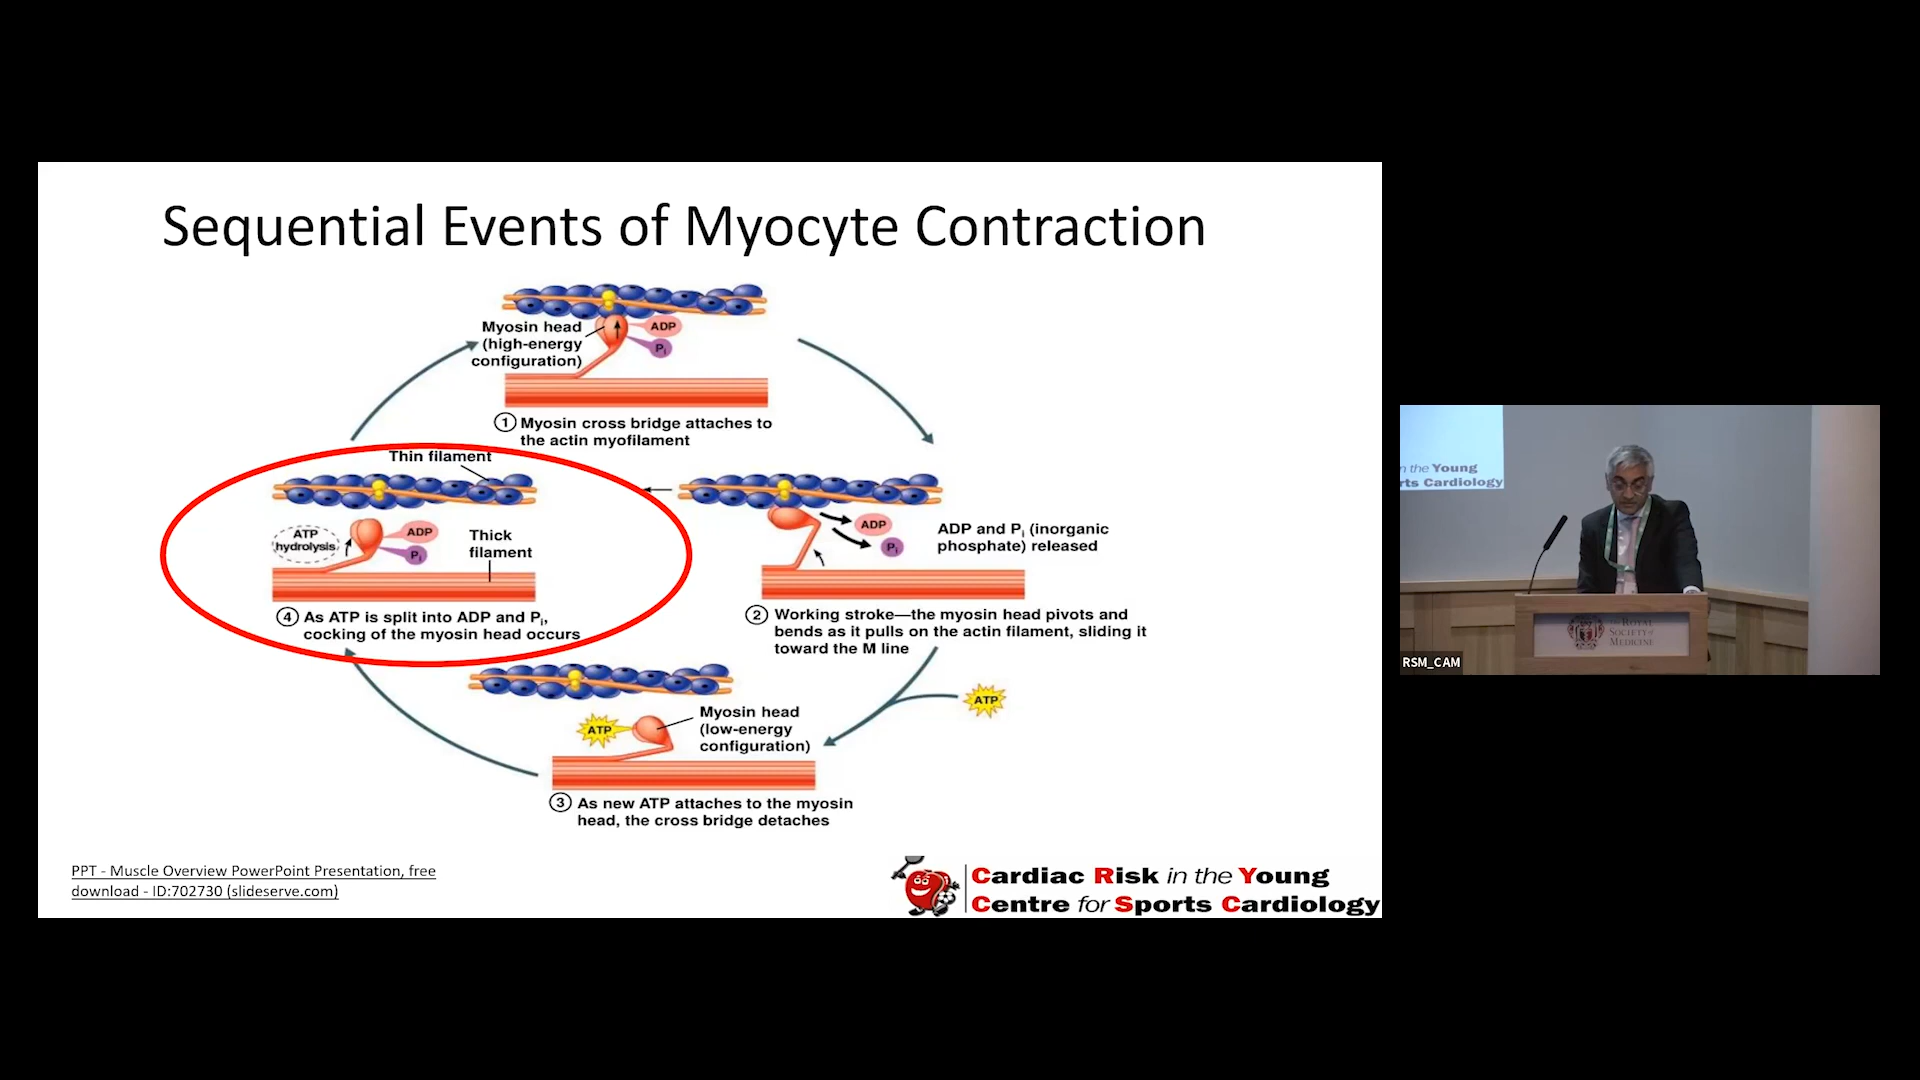 Sequential Events of Myocyte Contraction
Myosin head
(high-energy
configuration)
ADP
Pi
1 Myosin cross bridge attaches to
the actin myofilament
Thin filament
ATP
hydrolysis
ADP
Pi
Thick
filament
4 As ATP is split into ADP and Pi,
cocking of the myosin head occurs
ADP
Pi
ADP and Pi (inorganic
phosphate) released
2 Working stroke—the myosin head pivots and
bends as it pulls on the actin filament, sliding it
toward the M line
ATP
ATP
Myosin head
(low-energy
configuration)
3 As new ATP attaches to the myosin
head, the cross bridge detaches
PPT - Muscle Overview PowerPoint Presentation, free
download - ID:702730 (slideserve.com)
Cardiac Risk in the Young
Centre for Sports Cardiology
n the Young
rts Cardiology
The ROYAL
SOCIETY of
MEDICINE
RSM_CAM